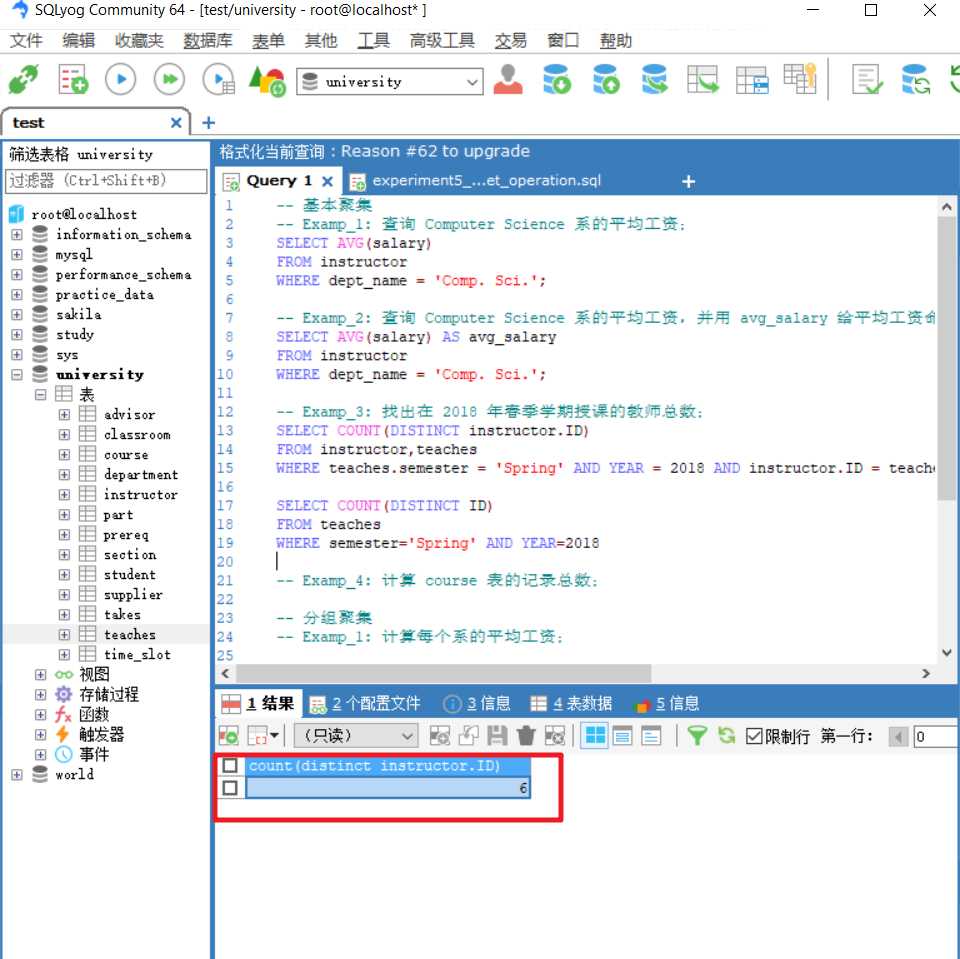 SQLyog Community 64 - [test/university - root@localhost* ]
文件 编辑 收藏夹 数据库 表单 其他 工具 高级工具 交易 窗口 帮助
university
test
筛选表格 university
过滤器 (Ctrl+Shift+B)
root@localhost
information_schema
mysql
performance_schema
practice_data
sakila
study
sys
university
表
advisor
classroom
course
department
instructor
part
prereq
section
student
supplier
takes
teaches
time_slot
视图
存储过程
函数
触发器
事件
world
格式化当前查询：Reason #62 to upgrade
Query 1 experiment5_...et_operation.sql
1 -- 基本聚集
2 -- Examp_1: 查询 Computer Science 系的平均工资;
3 SELECT AVG(salary)
4 FROM instructor
5 WHERE dept_name = 'Comp. Sci.';
6
7 -- Examp_2: 查询 Computer Science 系的平均工资，并用 avg_salary 给平均工资命
8 SELECT AVG(salary) AS avg_salary
9 FROM instructor
10 WHERE dept_name = 'Comp. Sci.';
11
12 -- Examp_3: 找出在 2018 年春季学期授课的教师总数;
13 SELECT COUNT(DISTINCT instructor.ID)
14 FROM instructor,teaches
15 WHERE teaches.semester = 'Spring' AND YEAR = 2018 AND instructor.ID = teache
16
17 SELECT COUNT(DISTINCT ID)
18 FROM teaches
19 WHERE semester='Spring' AND YEAR=2018
20
21 -- Examp_4: 计算 course 表的记录总数;
22
23 -- 分组聚集
24 -- Examp_1: 计算每个系的平均工资;
25
1 结果 2 个配置文件 3 信息 4 表数据 5 信息
(只读) 限制行 第一行: 0
count(distinct instructor.ID)
6